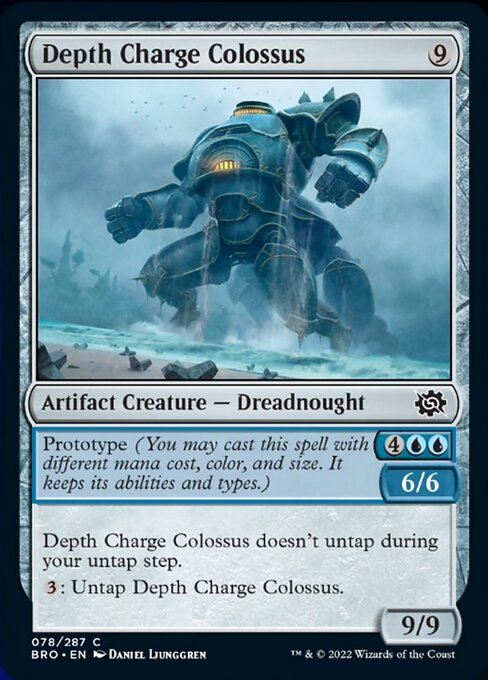 Depth Charge Colossus 9
Artifact Creature — Dreadnought
Prototype (You may cast this spell with 4
different mana cost, color, and size. It
keeps its abilities and types.) 6/6
Depth Charge Colossus doesn't untap during
your untap step.
3: Untap Depth Charge Colossus.
9/9
078/287 C
BRO • EN Daniel Ljunggren ™ & © 2022 Wizards of the Coast